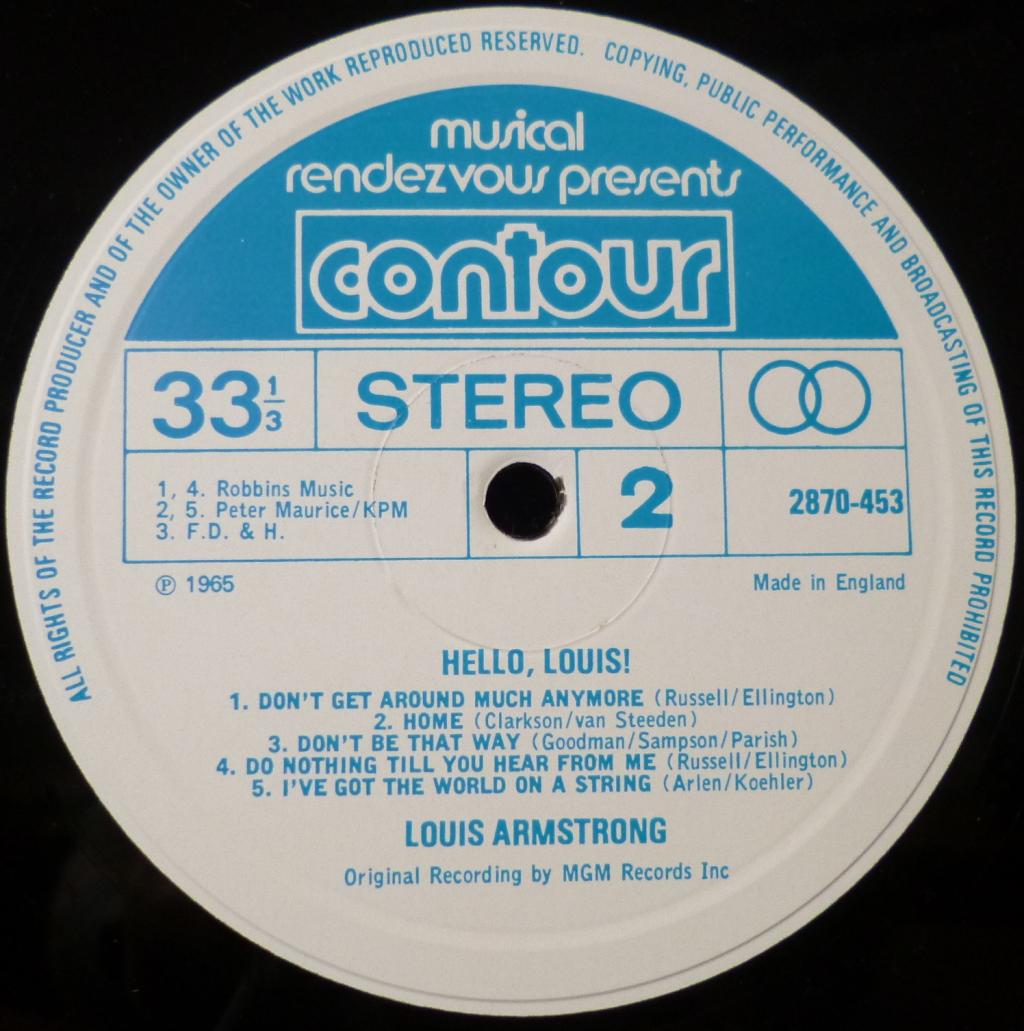 ALL RIGHTS OF THE RECORD PRODUCER AND OF THE OWNER OF THE WORK REPRODUCED RESERVED. COPYING, PUBLIC PERFORMANCE AND BROADCASTING OF THIS RECORD PROHIBITED
musical
rendezvous presents
contour
33 1/3 STEREO
1, 4. Robbins Music
2, 5. Peter Maurice/KPM
3. F.D. & H.
2
2870-453
℗ 1965
Made in England
HELLO, LOUIS!
1. DON'T GET AROUND MUCH ANYMORE (Russell/Ellington)
2. HOME (Clarkson/van Steeden)
3. DON'T BE THAT WAY (Goodman/Sampson/Parish)
4. DO NOTHING TILL YOU HEAR FROM ME (Russell/Ellington)
5. I'VE GOT THE WORLD ON A STRING (Arlen/Koehler)
LOUIS ARMSTRONG
Original Recording by MGM Records Inc